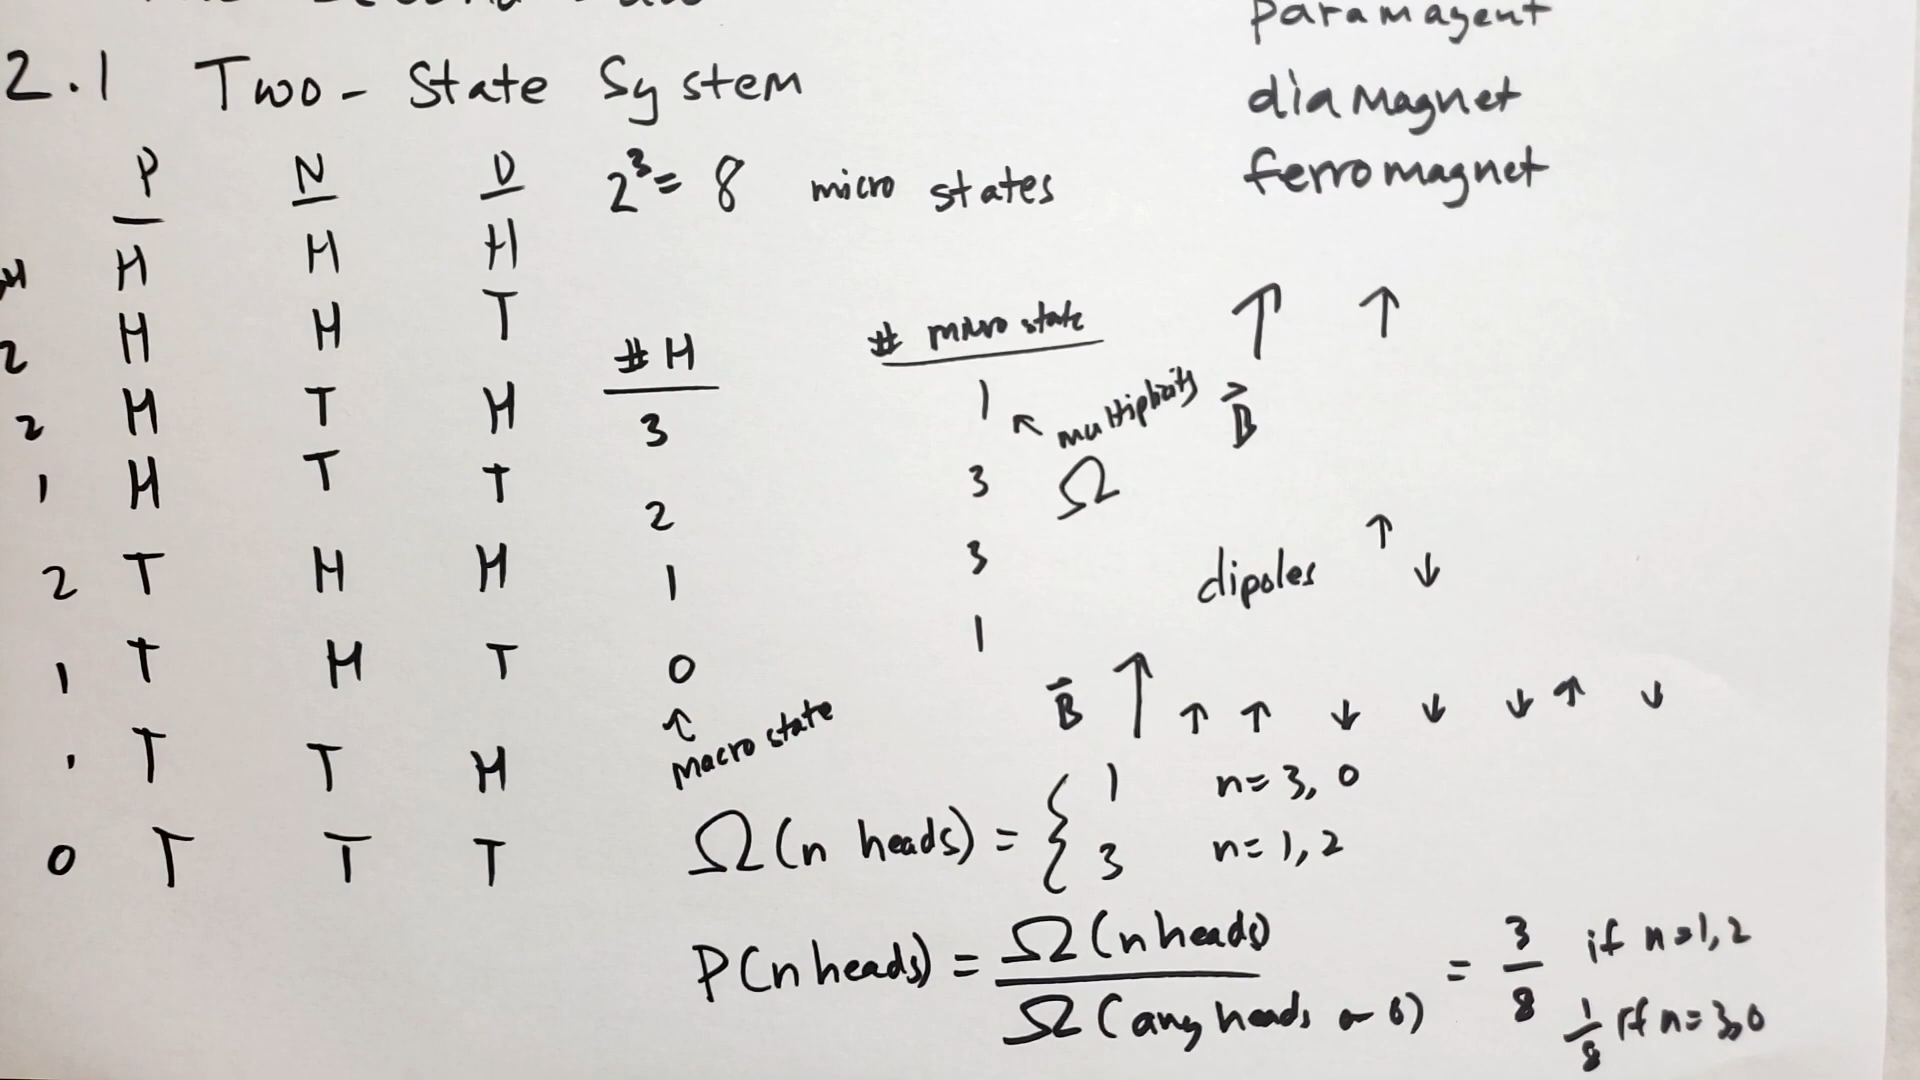 2.1 Two-State System
P N D 2³ = 8 micro states
H H H
2 H H T
2 H T H
1 H T T
2 T H H
1 T H T
T T H
0 T T T
#H # micro state
3 1
2 3
1 3
0 1
↑ macro state
↖ multiplicity
Ω
paramagent
diamagnet
ferromagnet
↑ ↑
B⃗
dipoles ↑ ↓
B⃗ ↑ ↑ ↑ ↓ ↓ ↓ ↑ ↓
Ω(n heads) = { 1 n=3, 0
3 n=1, 2
P(n heads) = Ω(n heads) / Ω(any heads or 0) = 3/8 if n=1,2
1/8 if n=3,0